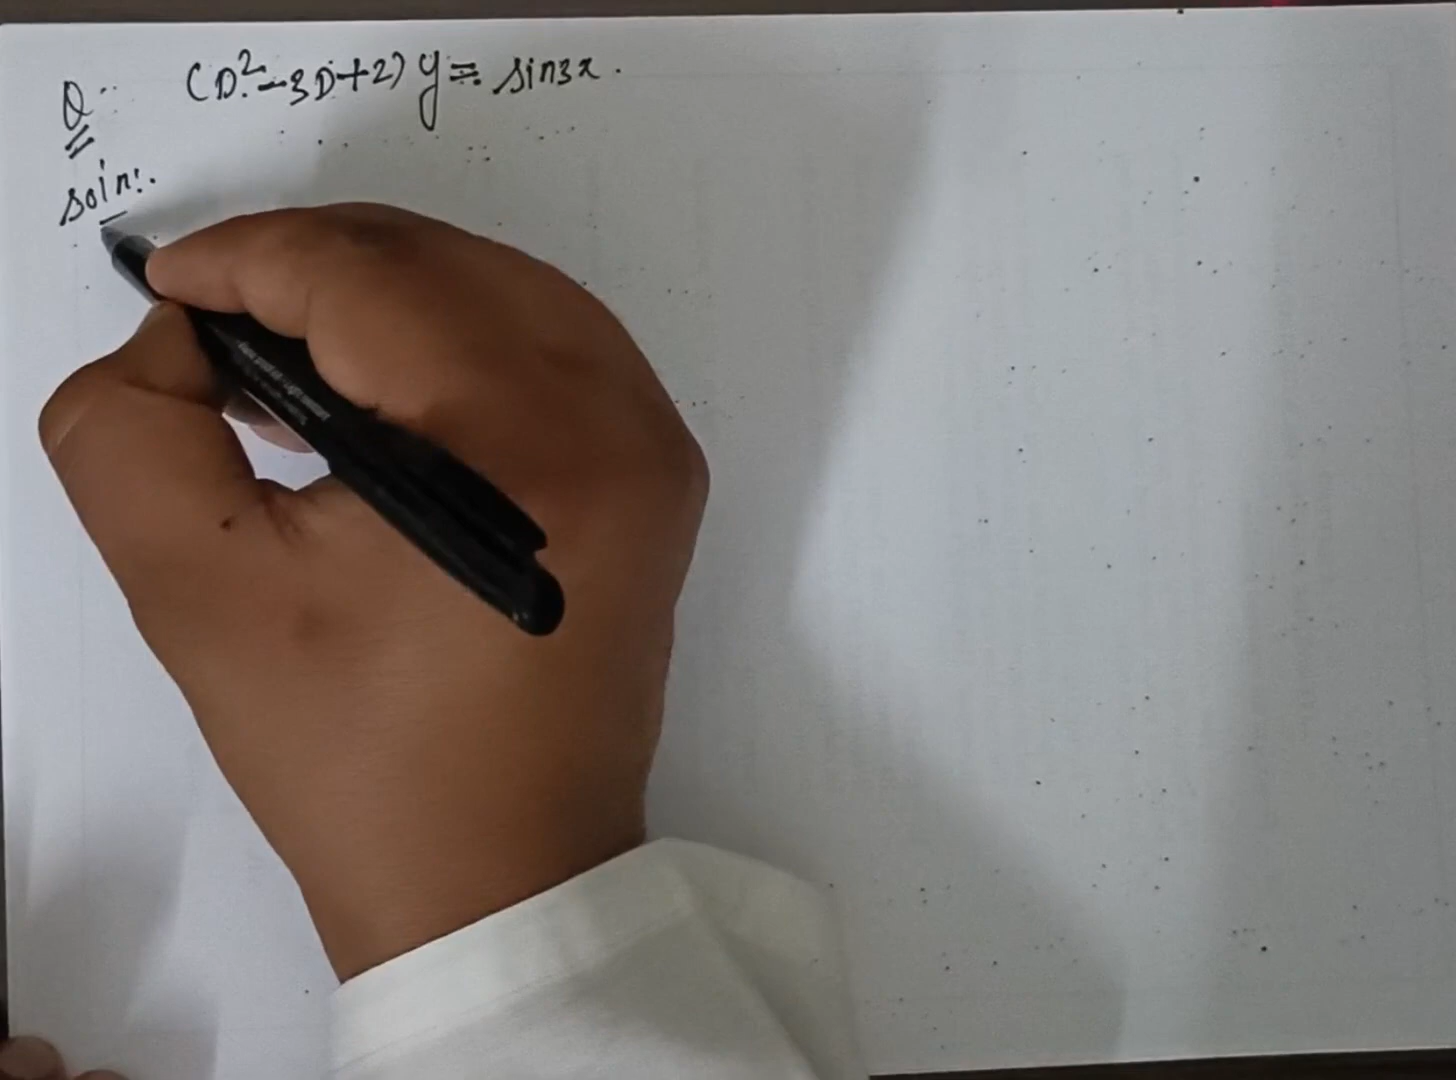 Q:- (D²-3D+2) y = sin3x.
soln:.